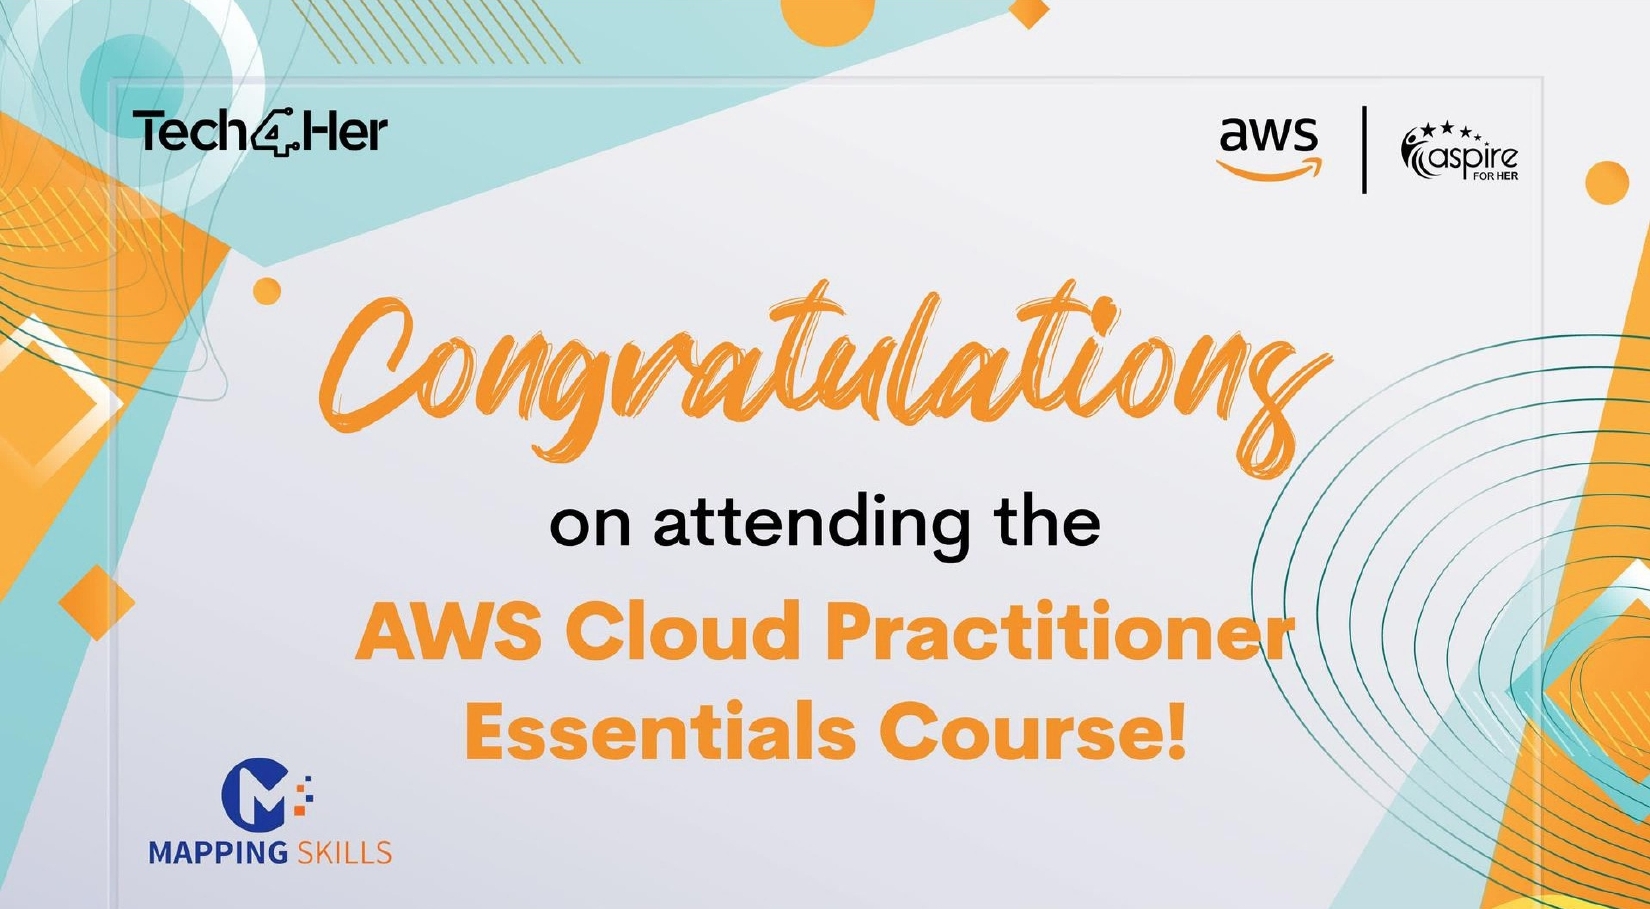 Tech4Her
aws
aspire
FOR HER
Congratulations
on attending the
AWS Cloud Practitioner
Essentials Course!
M
MAPPING SKILLS